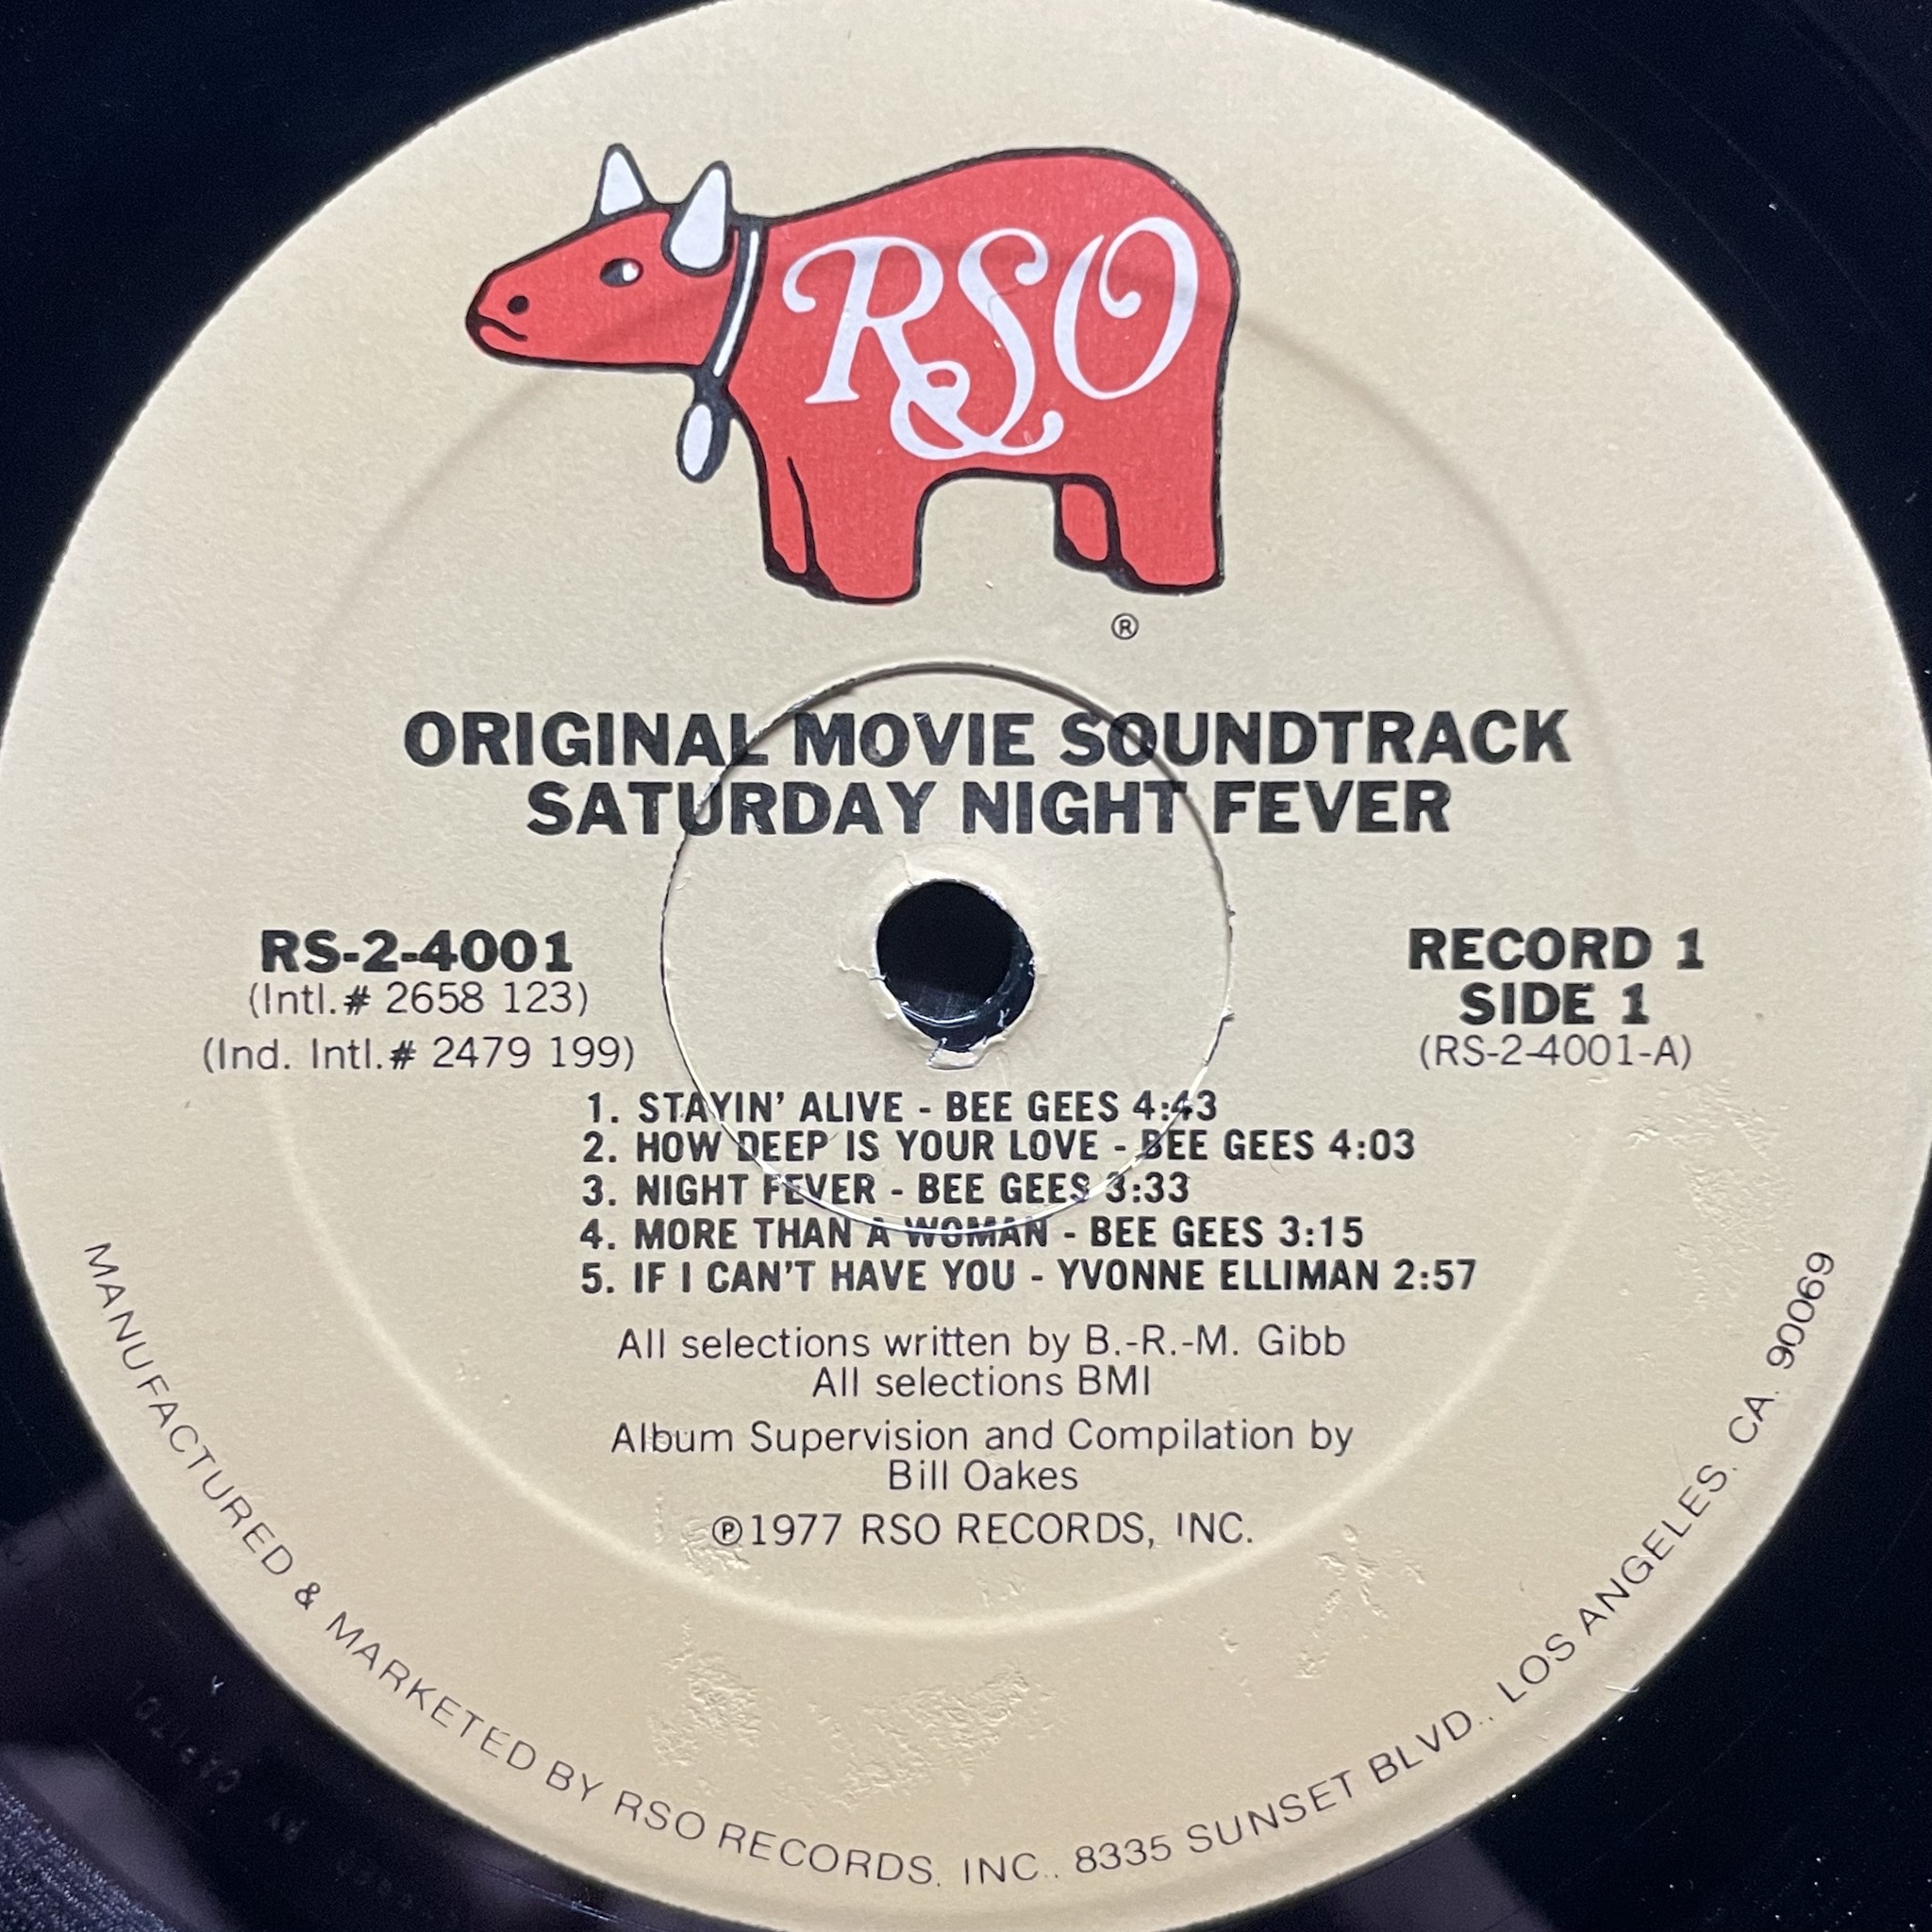 RSO
®
ORIGINAL MOVIE SOUNDTRACK
SATURDAY NIGHT FEVER
RS-2-4001
(Intl.# 2658 123)
(Ind. Intl.# 2479 199)
RECORD 1
SIDE 1
(RS-2-4001-A)
1. STAYIN' ALIVE - BEE GEES 4:43
2. HOW DEEP IS YOUR LOVE - BEE GEES 4:03
3. NIGHT FEVER - BEE GEES 3:33
4. MORE THAN A WOMAN - BEE GEES 3:15
5. IF I CAN'T HAVE YOU - YVONNE ELLIMAN 2:57
All selections written by B.-R.-M. Gibb
All selections BMI
Album Supervision and Compilation by
Bill Oakes
℗1977 RSO RECORDS, INC.
MANUFACTURED & MARKETED BY RSO RECORDS, INC., 8335 SUNSET BLVD., LOS ANGELES, CA. 90069